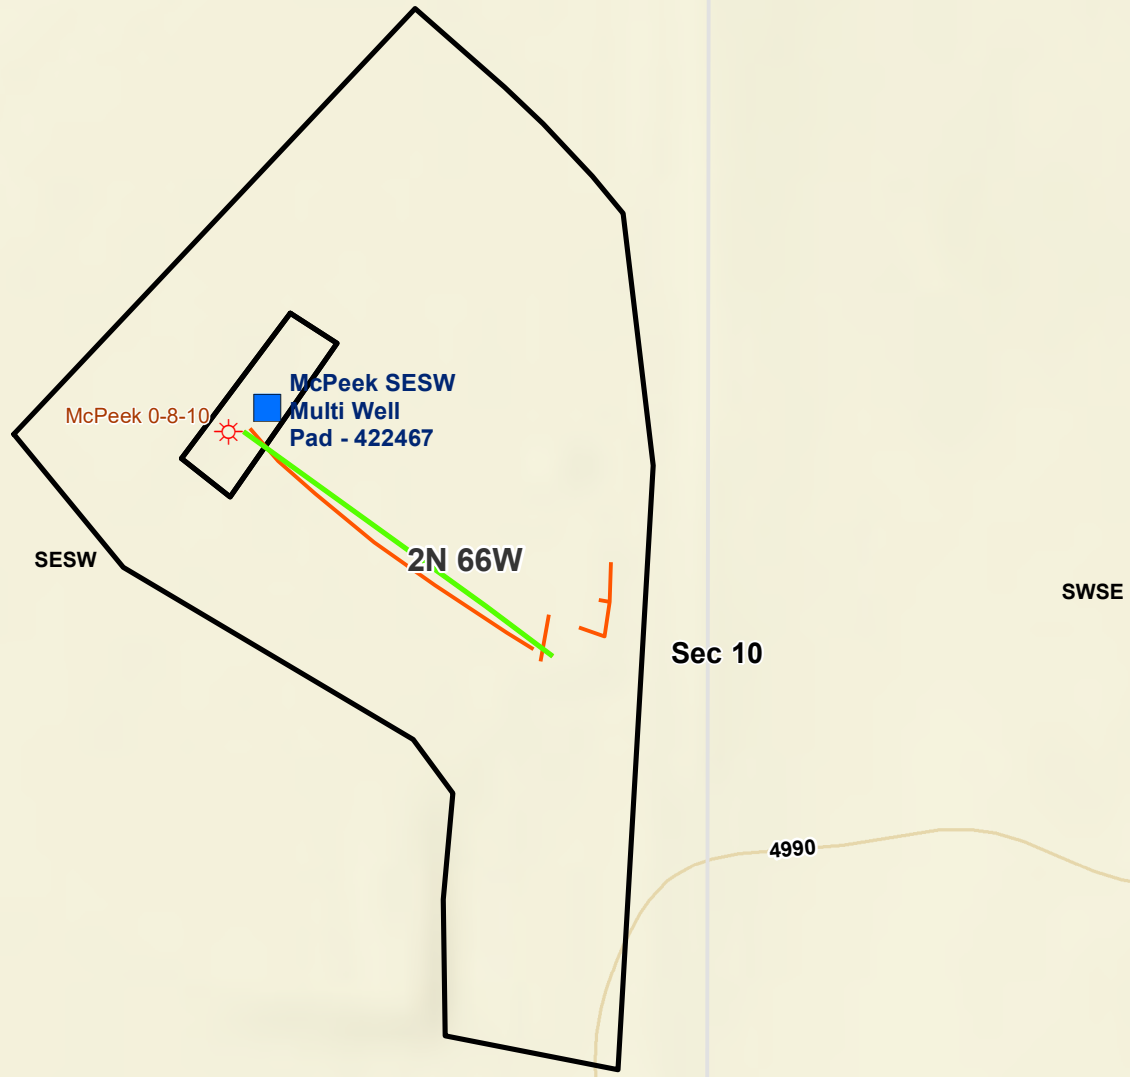 McPeek SESW
Multi Well
Pad - 422467
McPeek 0-8-10
2N 66W
SESW
SWSE
Sec 10
4990